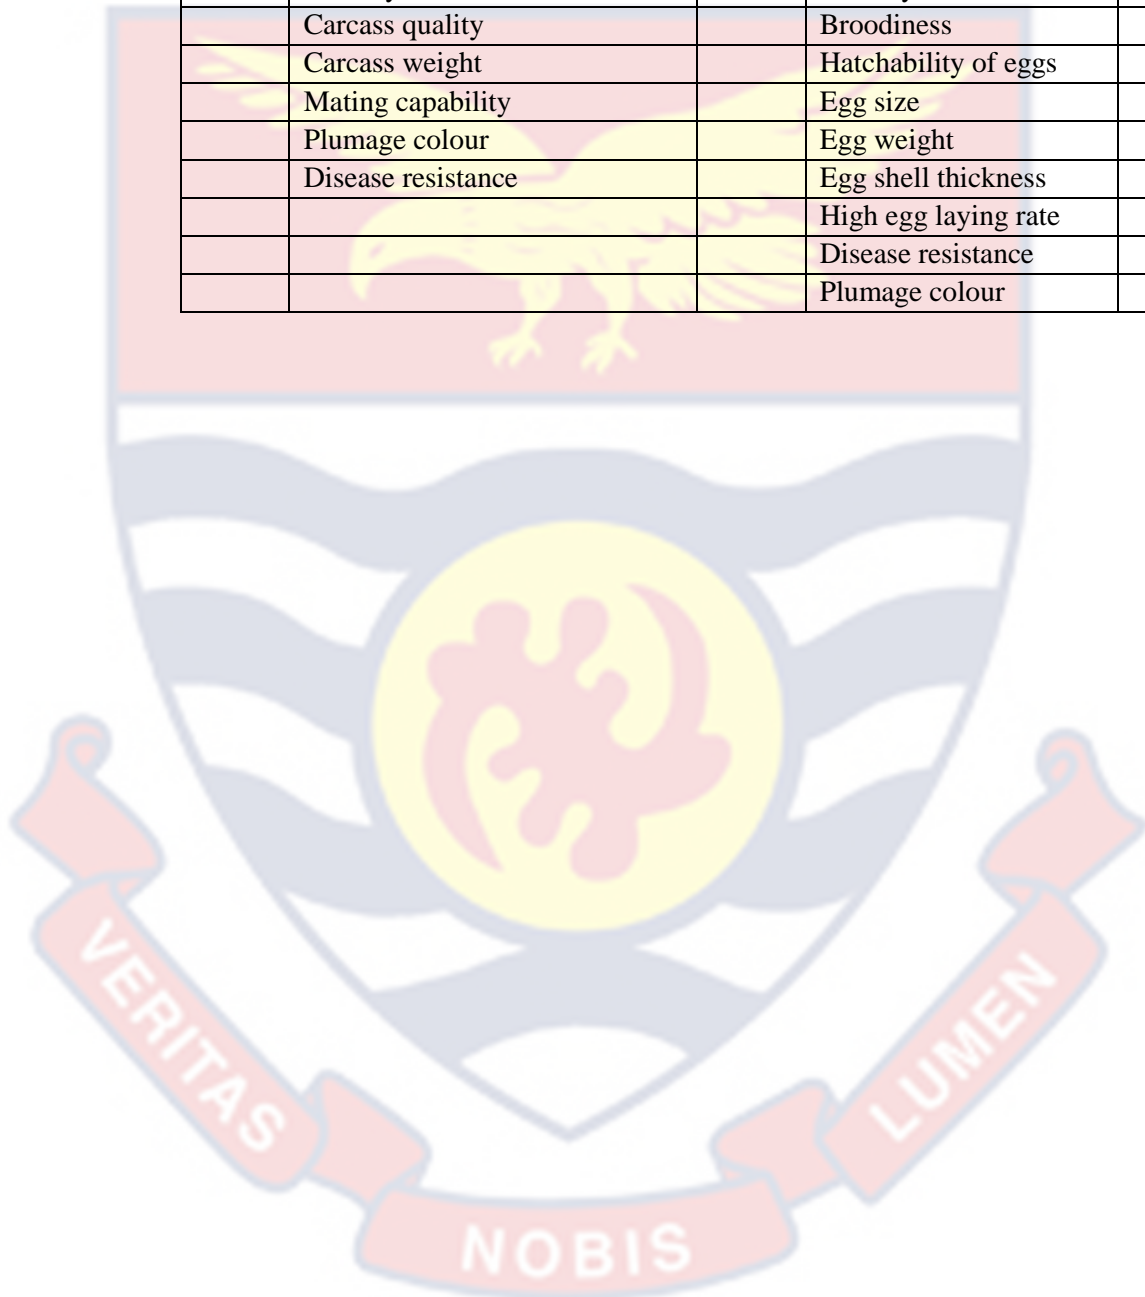 Carcass quality Broodiness
Carcass weight Hatchability of eggs
Mating capability Egg size
Plumage colour Egg weight
Disease resistance Egg shell thickness
High egg laying rate
Disease resistance
Plumage colour
VERITAS
NOBIS
LUMEN